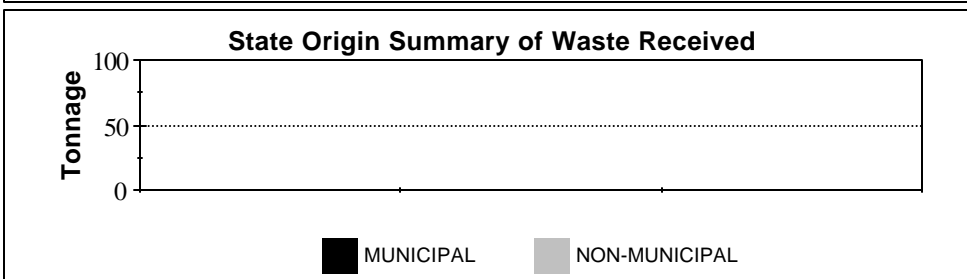 State Origin Summary of Waste Received
100
Tonnage
50
0
MUNICIPAL NON-MUNICIPAL